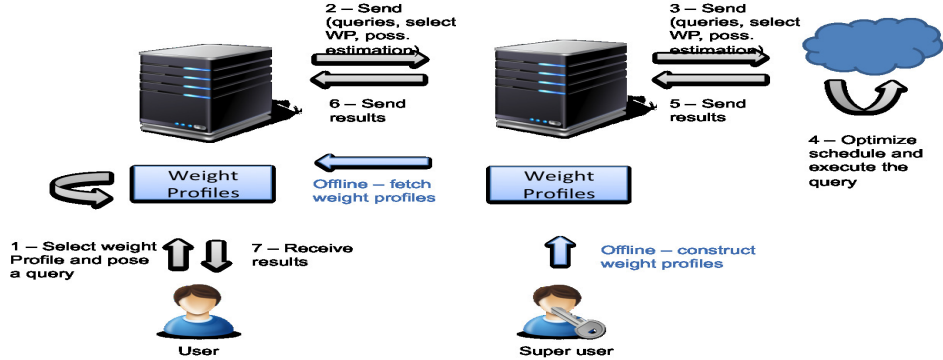 2 – Send
(queries, select
WP, poss.
estimation)
3 – Send
(queries, select
WP, poss.
estimation)
6 – Send
results
5 – Send
results
4 – Optimize
schedule and
execute the
query
Weight
Profiles
Offline – fetch
weight profiles
Weight
Profiles
1 – Select weight
Profile and pose
a query
7 – Receive
results
Offline – construct
weight profiles
User
Super user